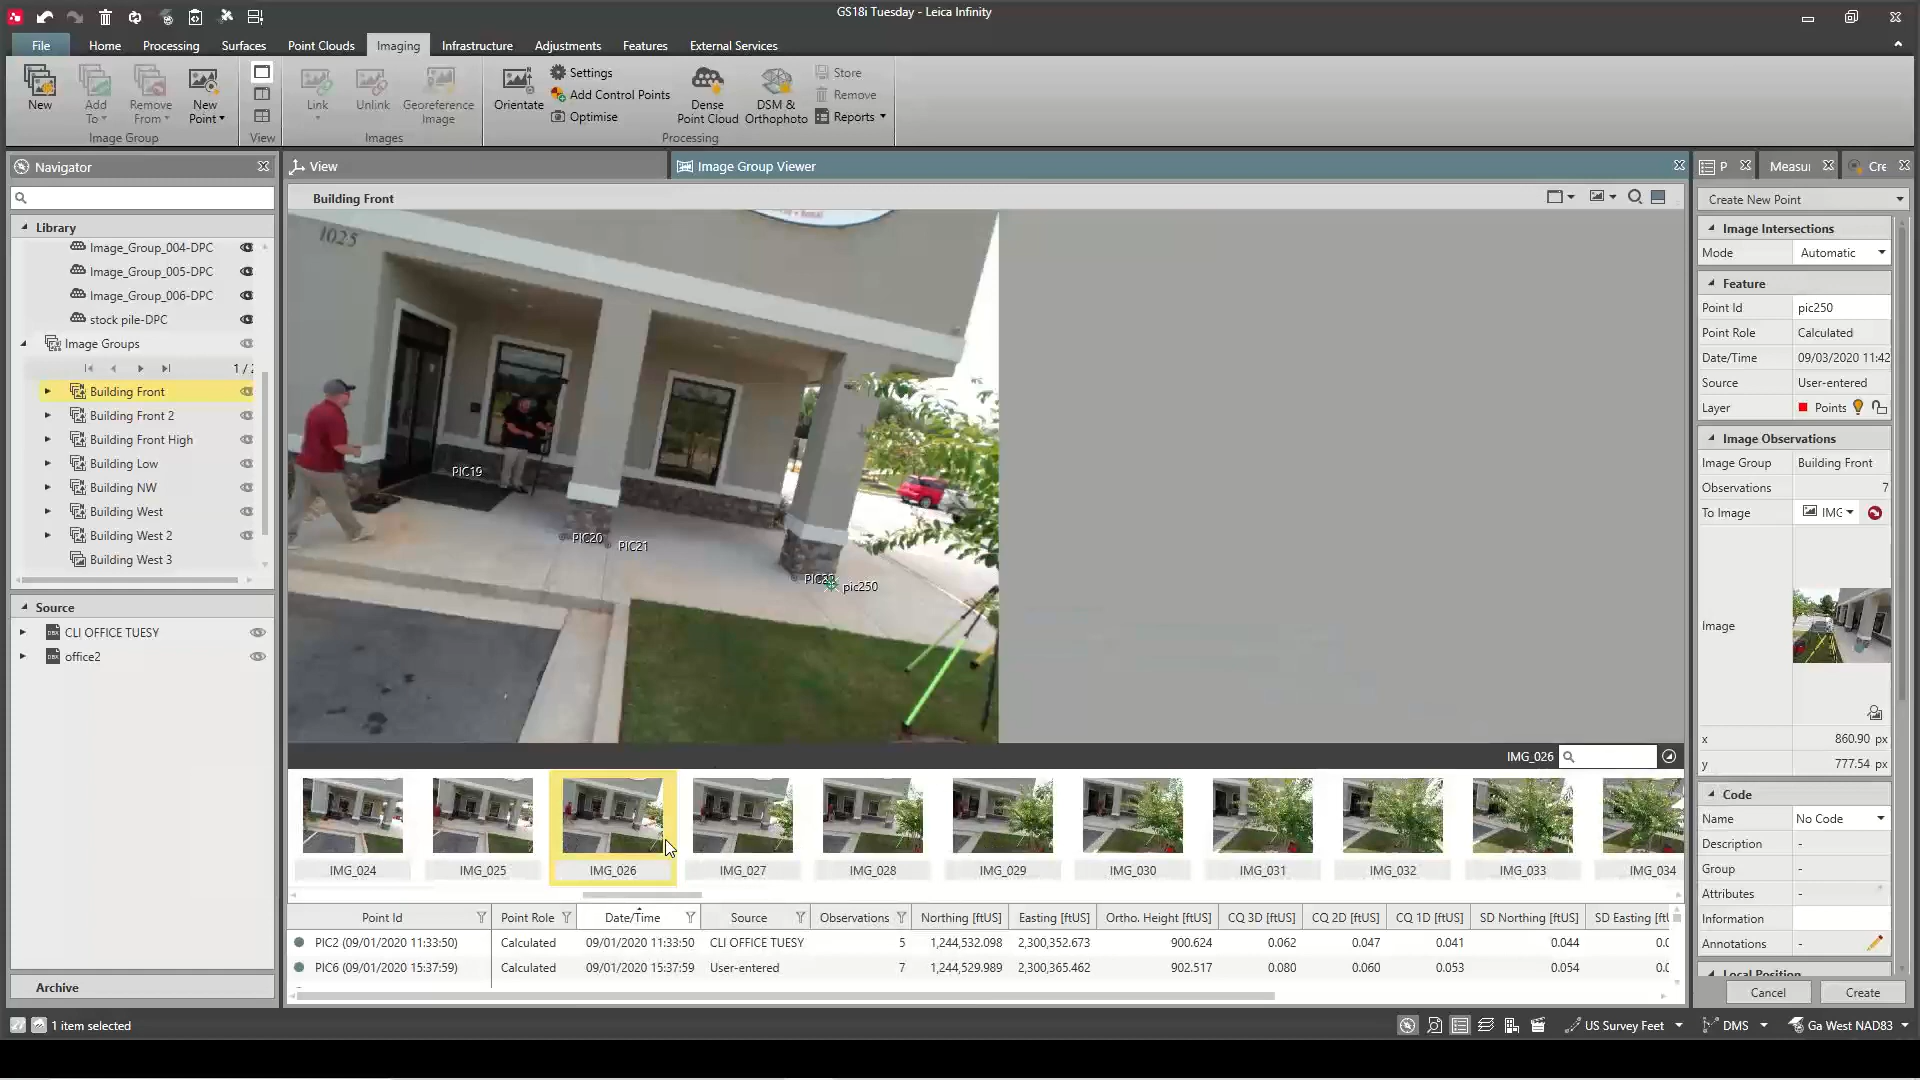 GS18i Tuesday - Leica Infinity
File
Home
Processing
Surfaces
Point Clouds
Imaging
Infrastructure
Adjustments
Features
External Services
New
Add To
Remove From
New Point
Image Group
View
Link
Unlink
Georeference Image
Images
Orientate
Settings
Add Control Points
Optimise
Dense Point Cloud
DSM & Orthophoto
Store
Remove
Reports
Processing
Navigator
Library
Image_Group_004-DPC
Image_Group_005-DPC
Image_Group_006-DPC
stock pile-DPC
Image Groups
1 / 2
Building Front
Building Front 2
Building Front High
Building Low
Building NW
Building West
Building West 2
Building West 3
Source
CLI OFFICE TUESY
office2
Archive
View
Image Group Viewer
Building Front
1025
PIC19
PIC20
PIC21
PIC22
pic250
IMG_026
IMG_024
IMG_025
IMG_026
IMG_027
IMG_028
IMG_029
IMG_030
IMG_031
IMG_032
IMG_033
IMG_034
Point Id Point Role Date/Time Source Observations Northing [ftUS] Easting [ftUS] Ortho. Height [ftUS] CQ 3D [ftUS] CQ 2D [ftUS] CQ 1D [ftUS] SD Northing [ftUS] SD Easting [ftU
PIC2 (09/01/2020 11:33:50) Calculated 09/01/2020 11:33:50 CLI OFFICE TUESY 5 1,244,532.098 2,300,352.673 900.624 0.062 0.047 0.041 0.044 0.0
PIC6 (09/01/2020 15:37:59) Calculated 09/01/2020 15:37:59 User-entered 7 1,244,529.989 2,300,365.462 902.517 0.080 0.060 0.053 0.054 0.0
P
Measur
Cre
Create New Point
Image Intersections
Mode Automatic
Feature
Point Id pic250
Point Role Calculated
Date/Time 09/03/2020 11:42
Source User-entered
Layer Points
Image Observations
Image Group Building Front
Observations 7
To Image IMG
Image
x 860.90 px
y 777.54 px
Code
Name No Code
Description -
Group -
Attributes -
Information
Annotations -
Local Position
Cancel
Create
1 item selected
US Survey Feet
DMS
Ga West NAD83